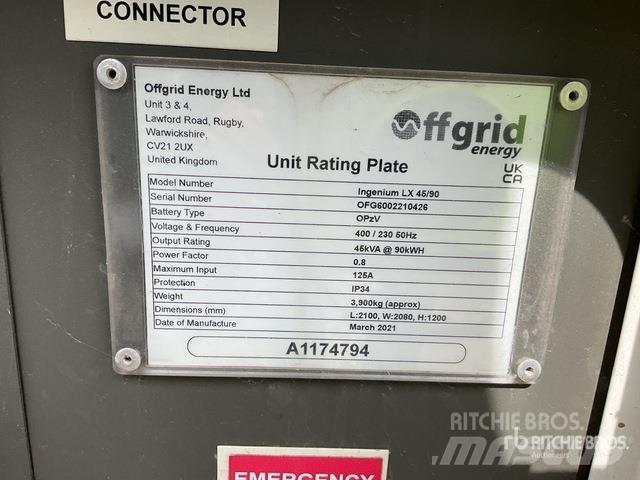 CONNECTOR
Offgrid Energy Ltd
Unit 3 & 4,
Lawford Road, Rugby,
Warwickshire,
CV21 2UX
United Kingdom
Offgrid
energy
UK
CA
Unit Rating Plate
Model Number Ingenium LX 45/90
Serial Number OFG6002210426
Battery Type OPzV
Voltage & Frequency 400 / 230 50Hz
Output Rating 45kVA @ 90kWH
Power Factor 0.8
Maximum Input 125A
Protection IP34
Weight 3,900kg (approx)
Dimensions (mm) L:2100, W:2080, H:1200
Date of Manufacture March 2021
A1174794
EMERGENCY
RITCHIE BROS.
RITCHIE BROS.
Auctioneers
MASCUS